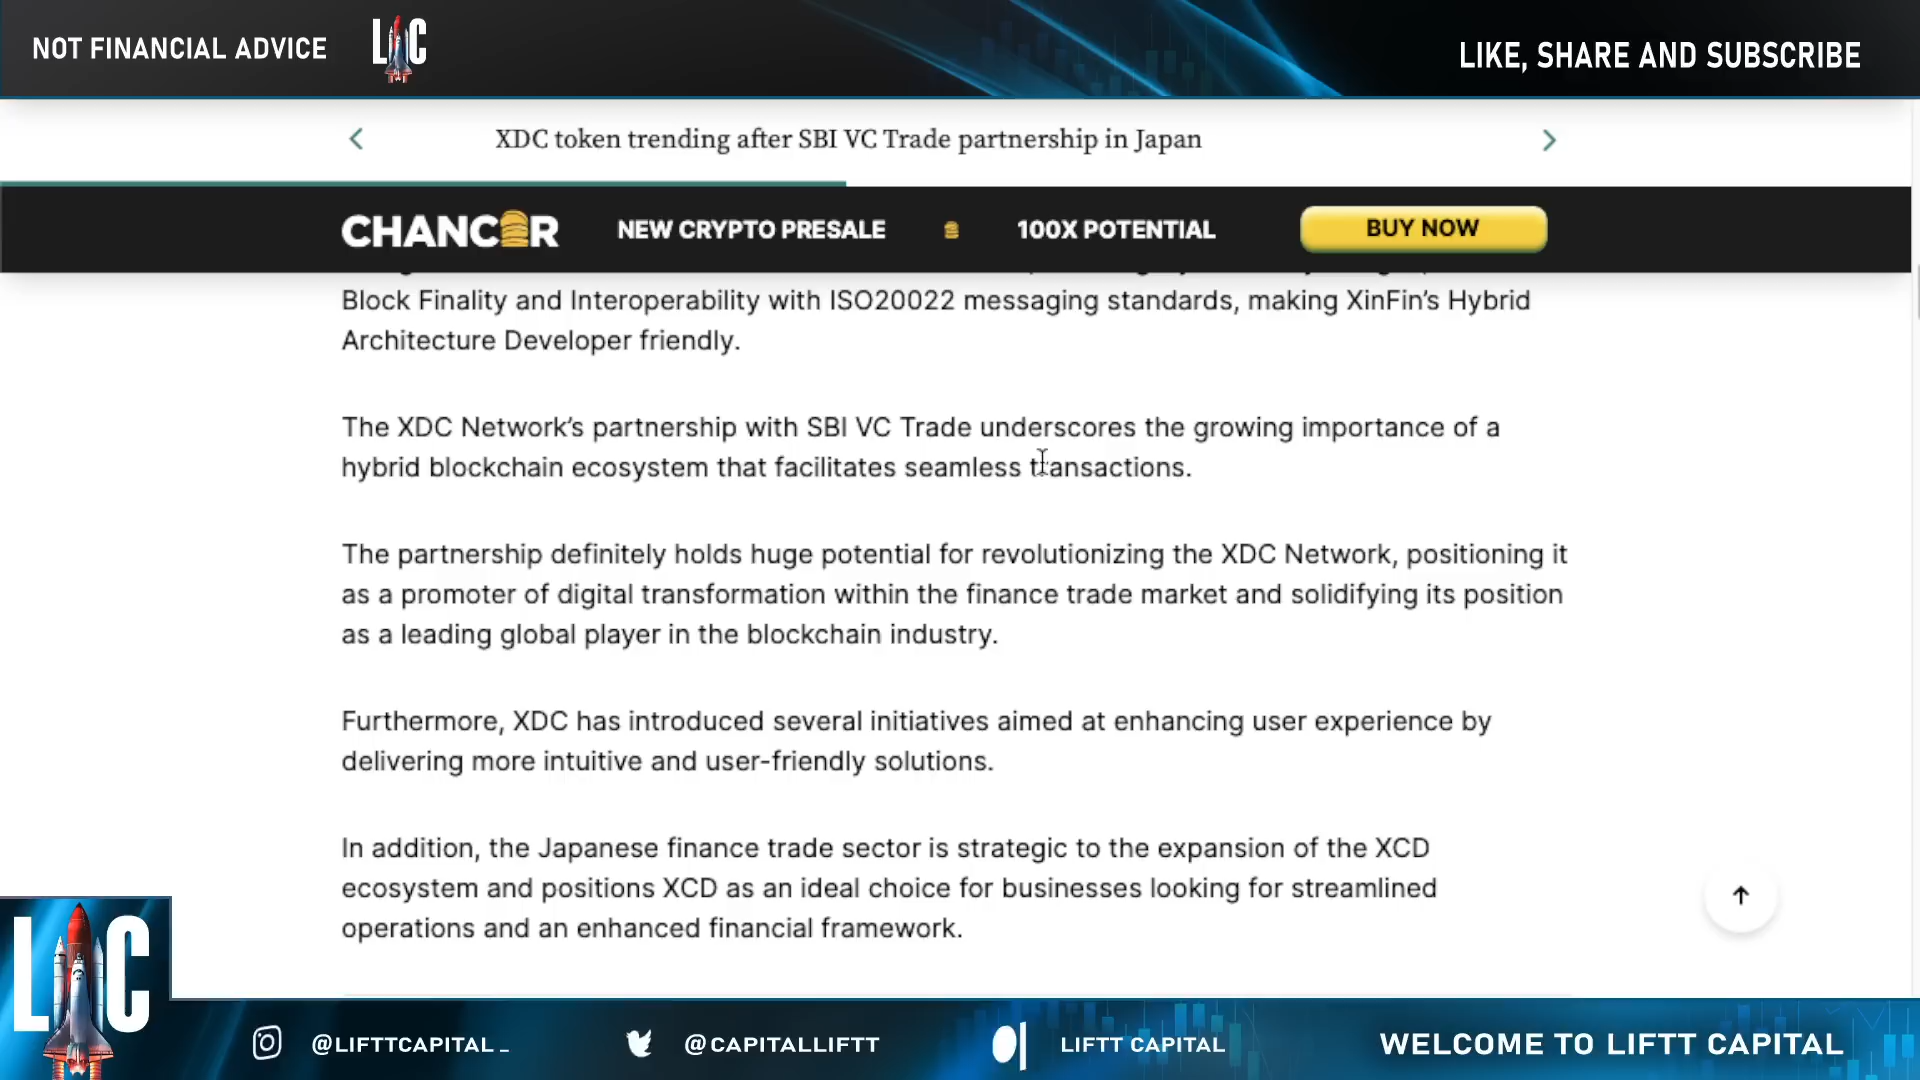 NOT FINANCIAL ADVICE
LC
LIKE, SHARE AND SUBSCRIBE
XDC token trending after SBI VC Trade partnership in Japan
CHANCER
NEW CRYPTO PRESALE
100X POTENTIAL
BUY NOW
Block Finality and Interoperability with ISO20022 messaging standards, making XinFin’s Hybrid
Architecture Developer friendly.
The XDC Network’s partnership with SBI VC Trade underscores the growing importance of a
hybrid blockchain ecosystem that facilitates seamless transactions.
The partnership definitely holds huge potential for revolutionizing the XDC Network, positioning it
as a promoter of digital transformation within the finance trade market and solidifying its position
as a leading global player in the blockchain industry.
Furthermore, XDC has introduced several initiatives aimed at enhancing user experience by
delivering more intuitive and user-friendly solutions.
In addition, the Japanese finance trade sector is strategic to the expansion of the XCD
ecosystem and positions XCD as an ideal choice for businesses looking for streamlined
operations and an enhanced financial framework.
LC
@LIFTTCAPITAL_
@CAPITALLIFTT
LIFTT CAPITAL
WELCOME TO LIFTT CAPITAL